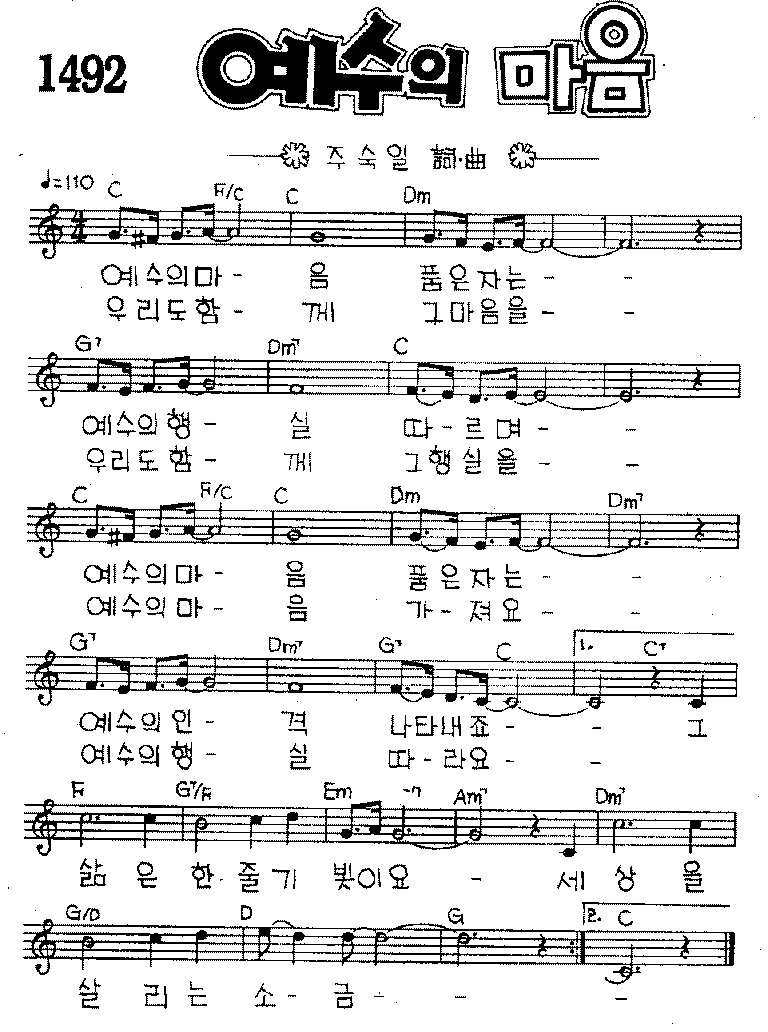 1492 예수의 마음
주숙일 詞·曲
♩=110 C F/C C Dm
예수의마 - 음 품은자는 - -
우리도함 - 께 그마음을 - -
G7 Dm7 C
예수의행 - 실 따 - 르며 - -
우리도함 - 께 그행실을 - -
C F/C C Dm Dm7
예수의마 - 음 품은자는 - -
예수의마 - 음 가 - 져요 - -
G7 Dm7 G7 C 1. C7
예수의인 - 격 나타내죠 - - 그
예수의행 - 실 따 - 라요 - -
F G7/F Em Am7 Dm7
삶 은 한 줄기 빛이요 - 세 상 을
G/D D G 2. C
살 리는 소 - 금 - - -